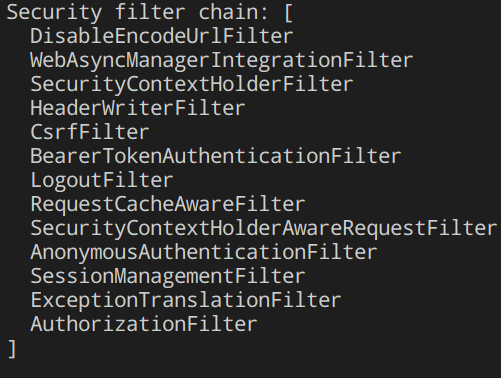 Security filter chain: [
  DisableEncodeUrlFilter
  WebAsyncManagerIntegrationFilter
  SecurityContextHolderFilter
  HeaderWriterFilter
  CsrfFilter
  BearerTokenAuthenticationFilter
  LogoutFilter
  RequestCacheAwareFilter
  SecurityContextHolderAwareRequestFilter
  AnonymousAuthenticationFilter
  SessionManagementFilter
  ExceptionTranslationFilter
  AuthorizationFilter
]